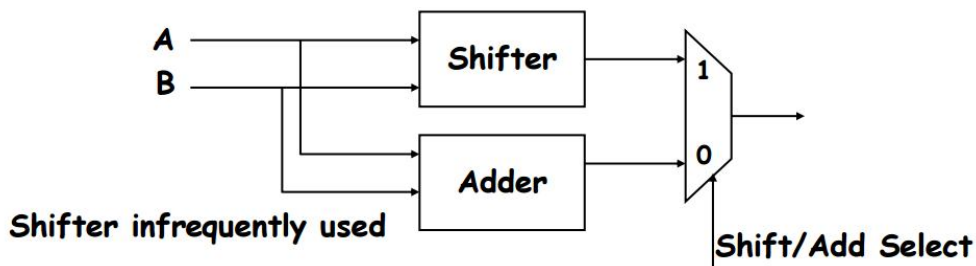 A
B
Shifter
1
0
Adder
Shifter infrequently used
Shift/Add Select